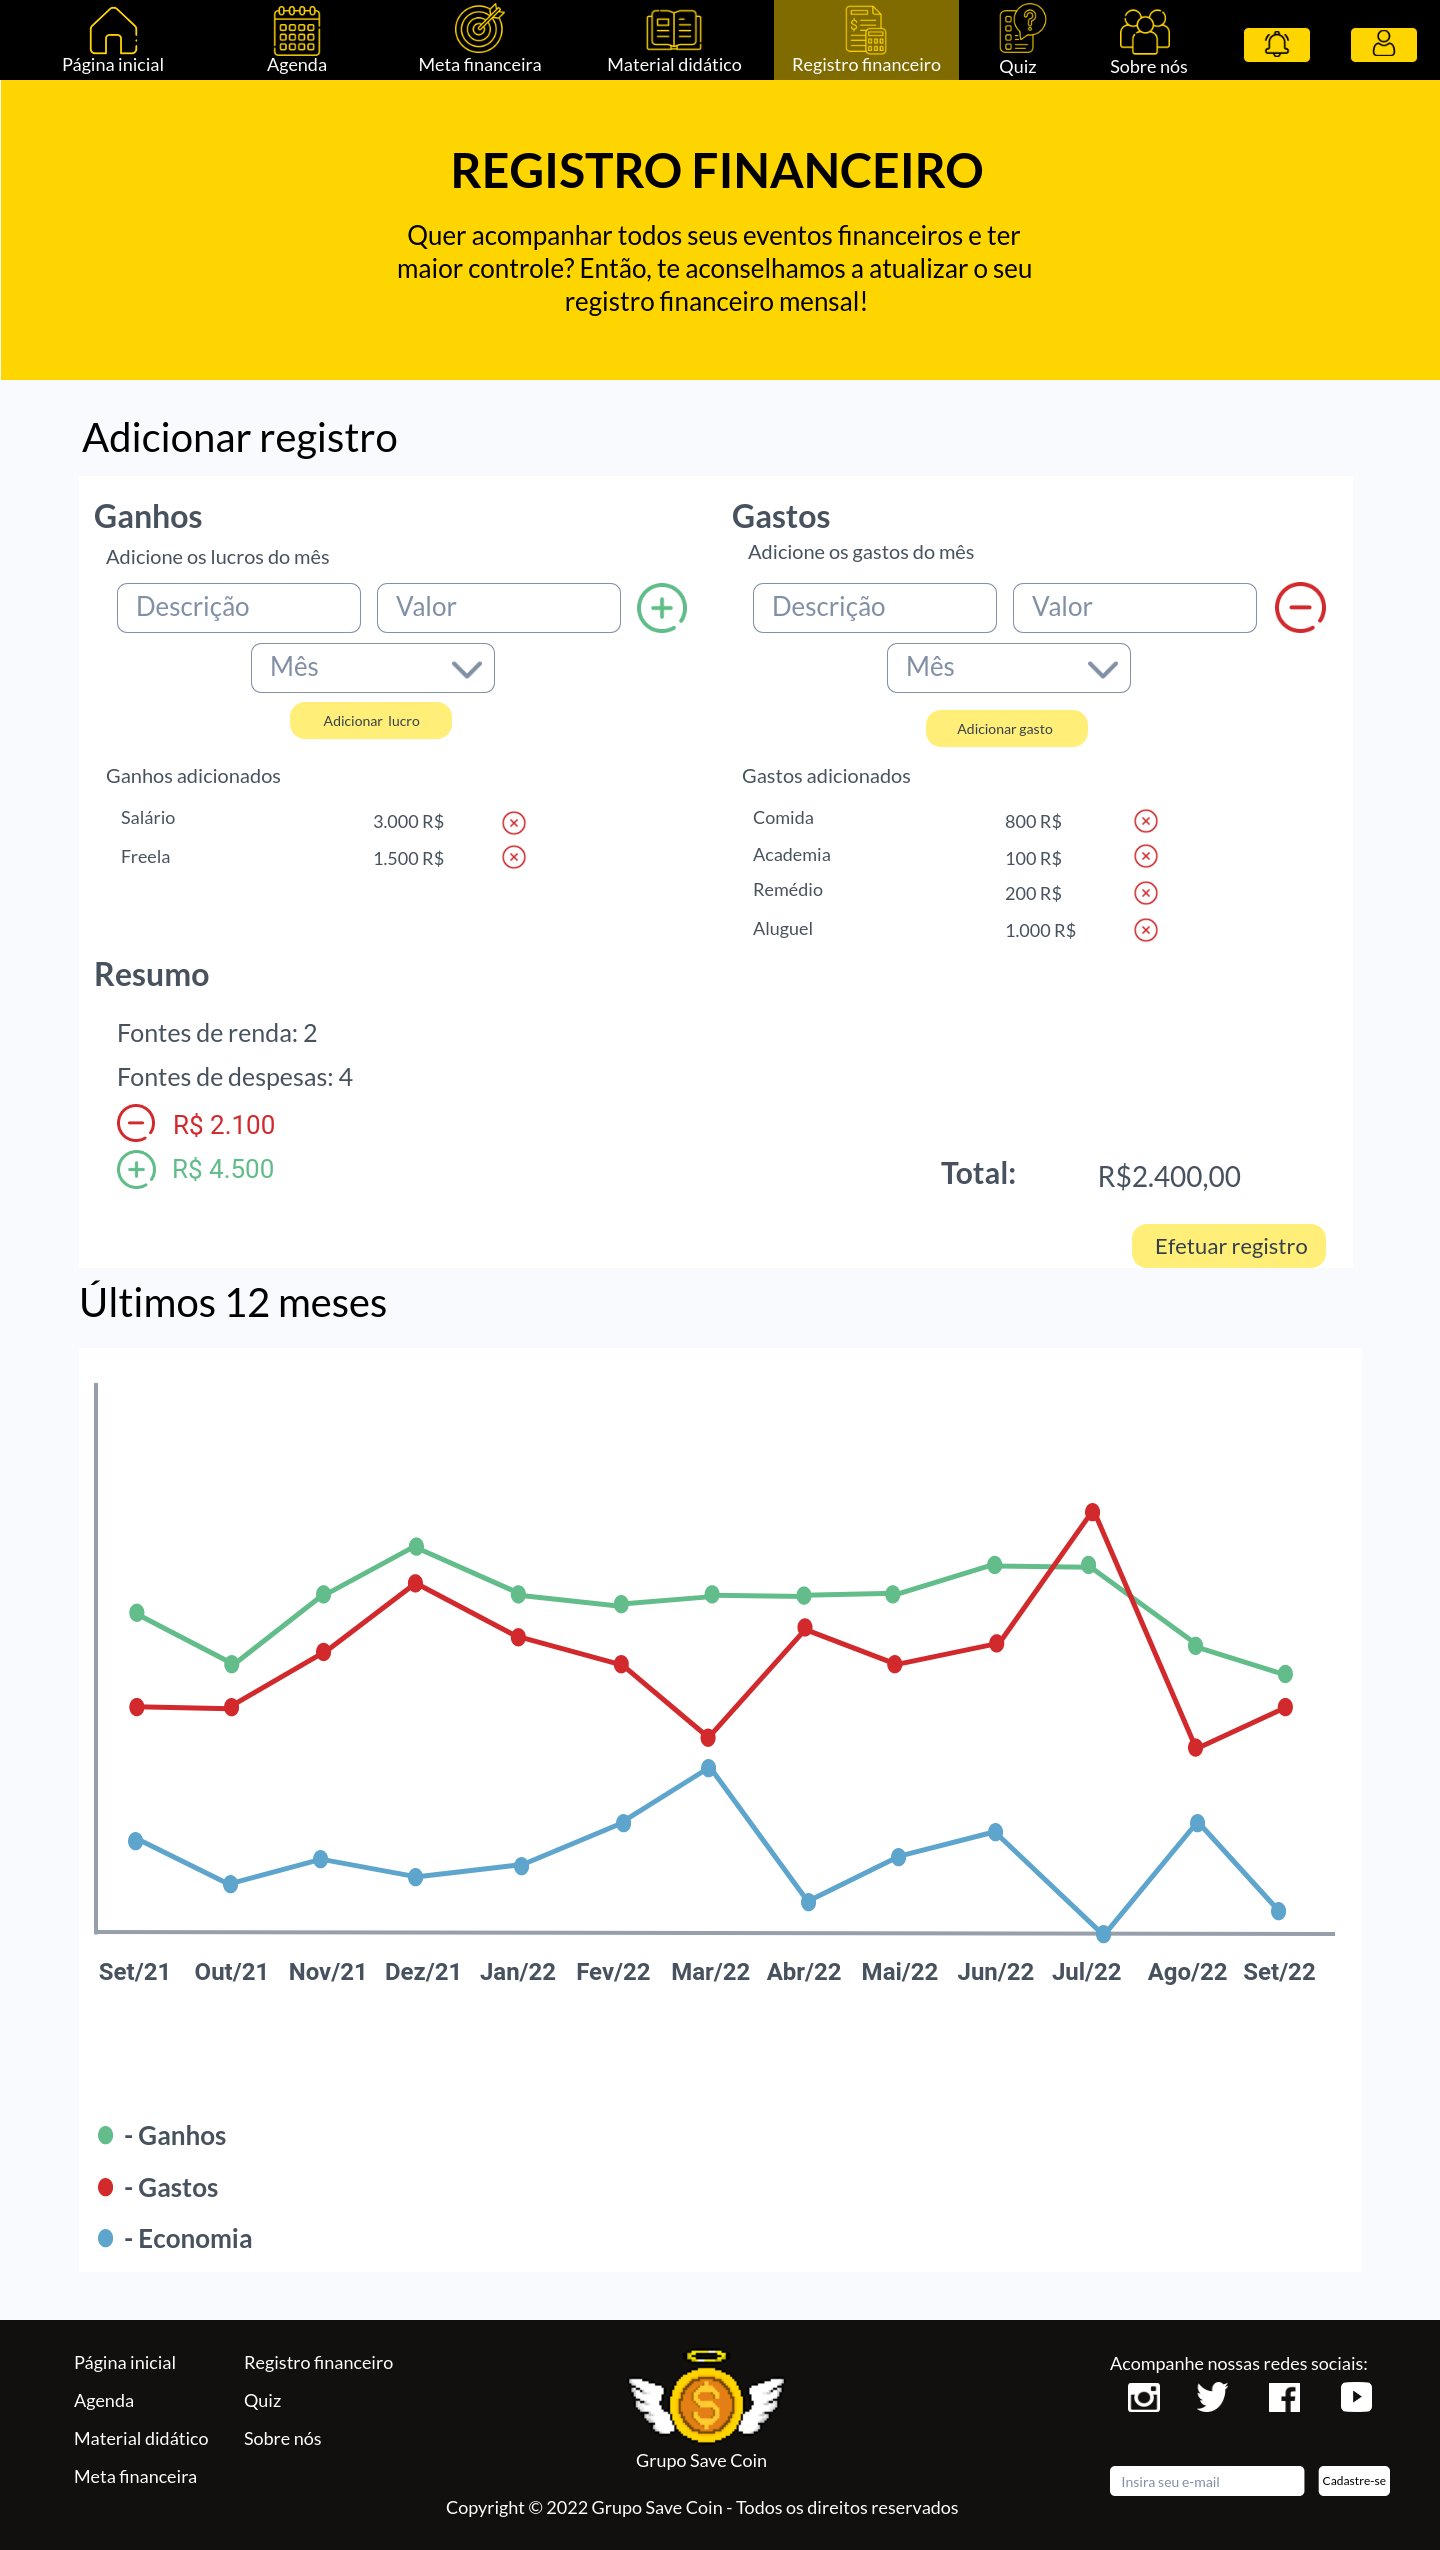 Página inicial
Agenda
Meta financeira
Material didático
Registro financeiro
Quiz
Sobre nós
REGISTRO FINANCEIRO
Quer acompanhar todos seus eventos financeiros e ter
maior controle? Então, te aconselhamos a atualizar o seu
registro financeiro mensal!
Adicionar registro
Ganhos
Adicione os lucros do mês
Descrição
Valor
Mês
Adicionar lucro
Ganhos adicionados
Salário 3.000 R$
Freela 1.500 R$
Gastos
Adicione os gastos do mês
Descrição
Valor
Mês
Adicionar gasto
Gastos adicionados
Comida 800 R$
Academia 100 R$
Remédio 200 R$
Aluguel 1.000 R$
Resumo
Fontes de renda: 2
Fontes de despesas: 4
R$ 2.100
R$ 4.500
Total: R$2.400,00
Efetuar registro
Últimos 12 meses
Set/21 Out/21 Nov/21 Dez/21 Jan/22 Fev/22 Mar/22 Abr/22 Mai/22 Jun/22 Jul/22 Ago/22 Set/22
- Ganhos
- Gastos
- Economia
Página inicial
Agenda
Material didático
Meta financeira
Registro financeiro
Quiz
Sobre nós
Grupo Save Coin
Copyright © 2022 Grupo Save Coin - Todos os direitos reservados
Acompanhe nossas redes sociais:
Insira seu e-mail
Cadastre-se